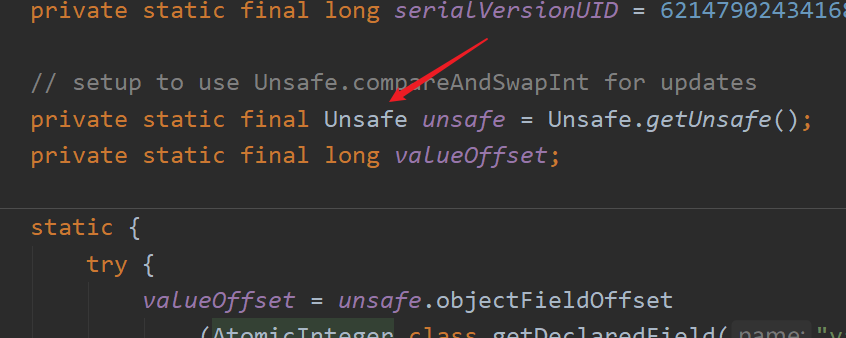 private static final long serialVersionUID = 62147902434168
// setup to use Unsafe.compareAndSwapInt for updates
private static final Unsafe unsafe = Unsafe.getUnsafe();
private static final long valueOffset;
static {
try {
valueOffset = unsafe.objectFieldOffset
(AtomicInteger.class.getDeclaredField( name: "v